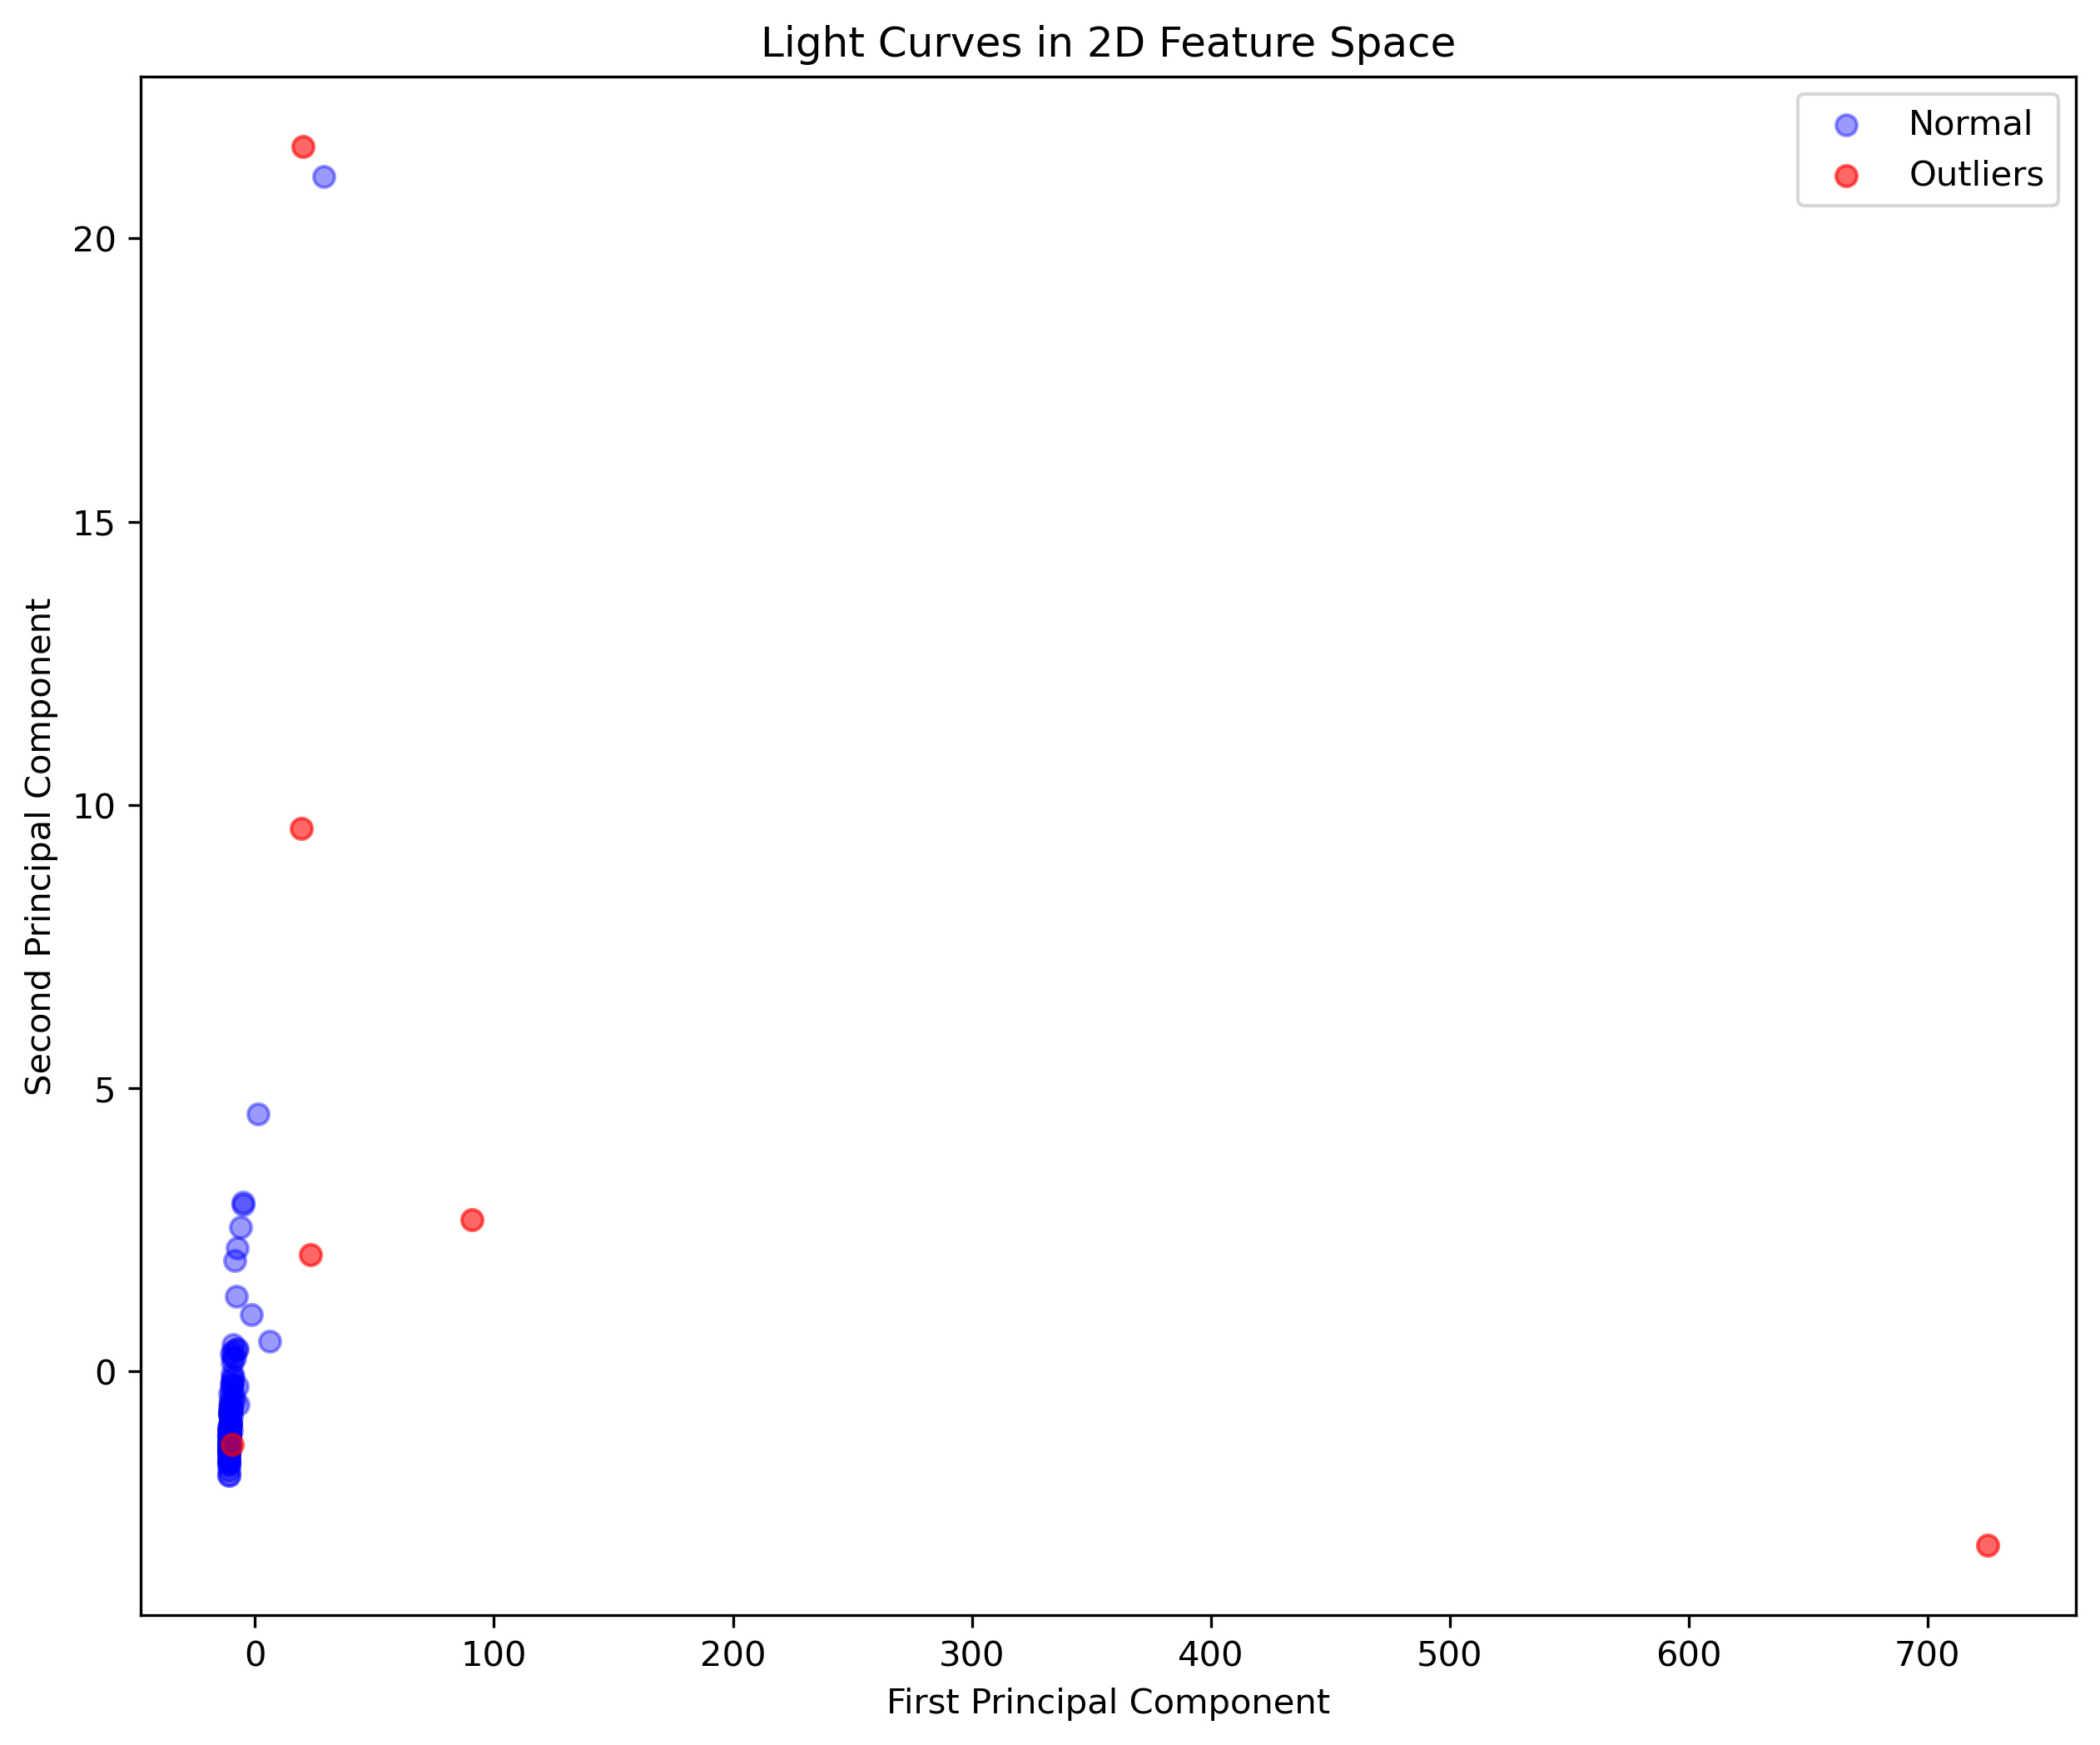 Light Curves in 2D Feature Space
Normal
Outliers
20
15
10
5
0
Second Principal Component
0 100 200 300 400 500 600 700
First Principal Component